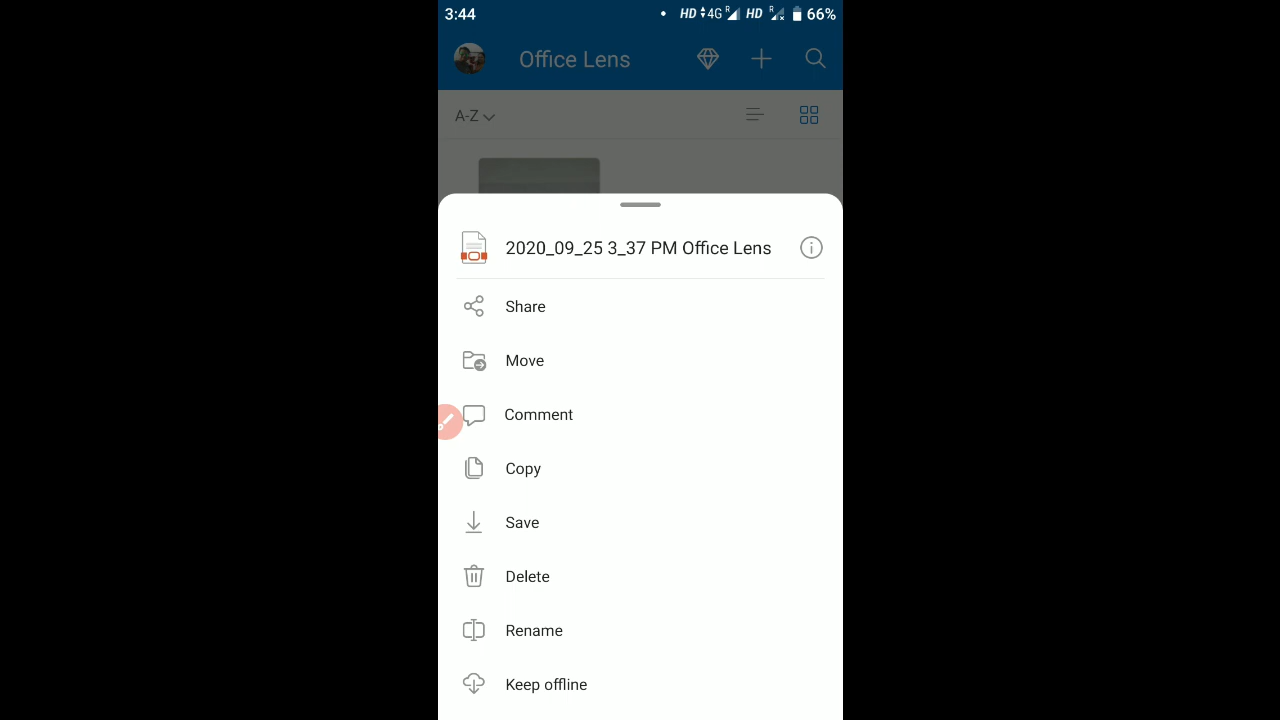 3:44 HD 4G R HD R 66%
Office Lens
A-Z
2020_09_25 3_37 PM Office Lens
Share
Move
Comment
Copy
Save
Delete
Rename
Keep offline